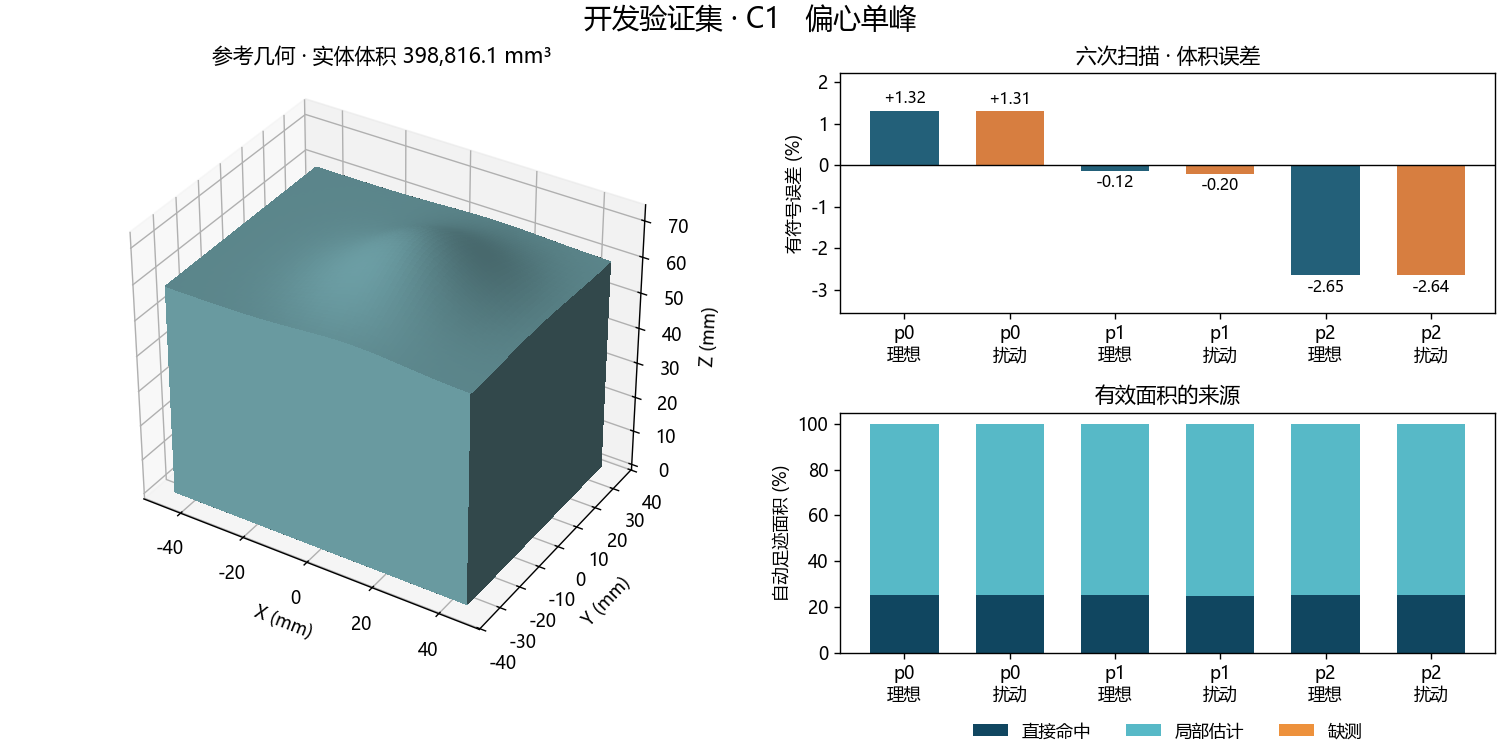 开发验证集 · C1 偏心单峰
参考几何 · 实体体积 398,816.1 mm³
70
60
50
40
30
20
10
0
Z (mm)
-40
-20
0
20
40
X (mm)
40
30
20
10
0
-10
-20
-30
-40
Y (mm)
六次扫描 · 体积误差
有符号误差 (%)
2
1
0
-1
-2
-3
+1.32
+1.31
-0.12
-0.20
-2.65
-2.64
p0 p0 p1 p1 p2 p2
理想 扰动 理想 扰动 理想 扰动
有效面积的来源
自动足迹面积 (%)
100
80
60
40
20
0
p0 p0 p1 p1 p2 p2
理想 扰动 理想 扰动 理想 扰动
直接命中 局部估计 缺测